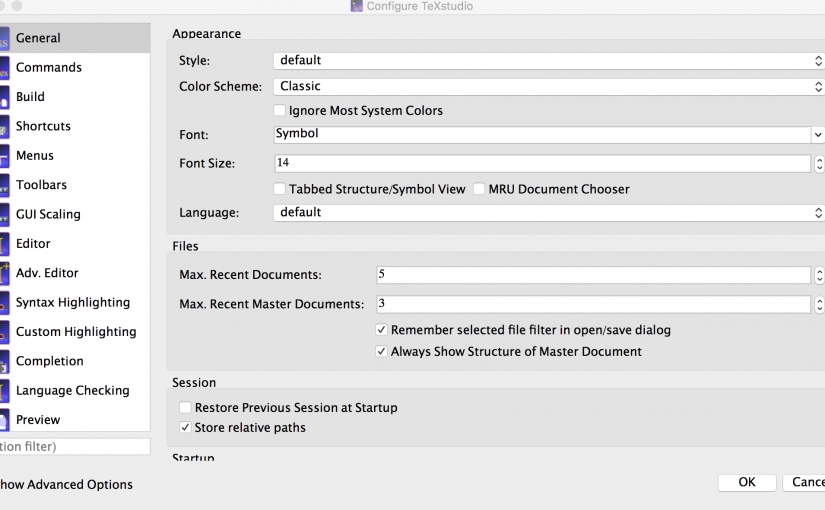 Configure TeXstudio
General
Commands
Build
Shortcuts
Menus
Toolbars
GUI Scaling
Editor
Adv. Editor
Syntax Highlighting
Custom Highlighting
Completion
Language Checking
Preview
tion filter)
how Advanced Options
Appearance
Style: default
Color Scheme: Classic
Ignore Most System Colors
Font: Symbol
Font Size: 14
Tabbed Structure/Symbol View MRU Document Chooser
Language: default
Files
Max. Recent Documents: 5
Max. Recent Master Documents: 3
Remember selected file filter in open/save dialog
Always Show Structure of Master Document
Session
Restore Previous Session at Startup
Store relative paths
Startup
OK Cance